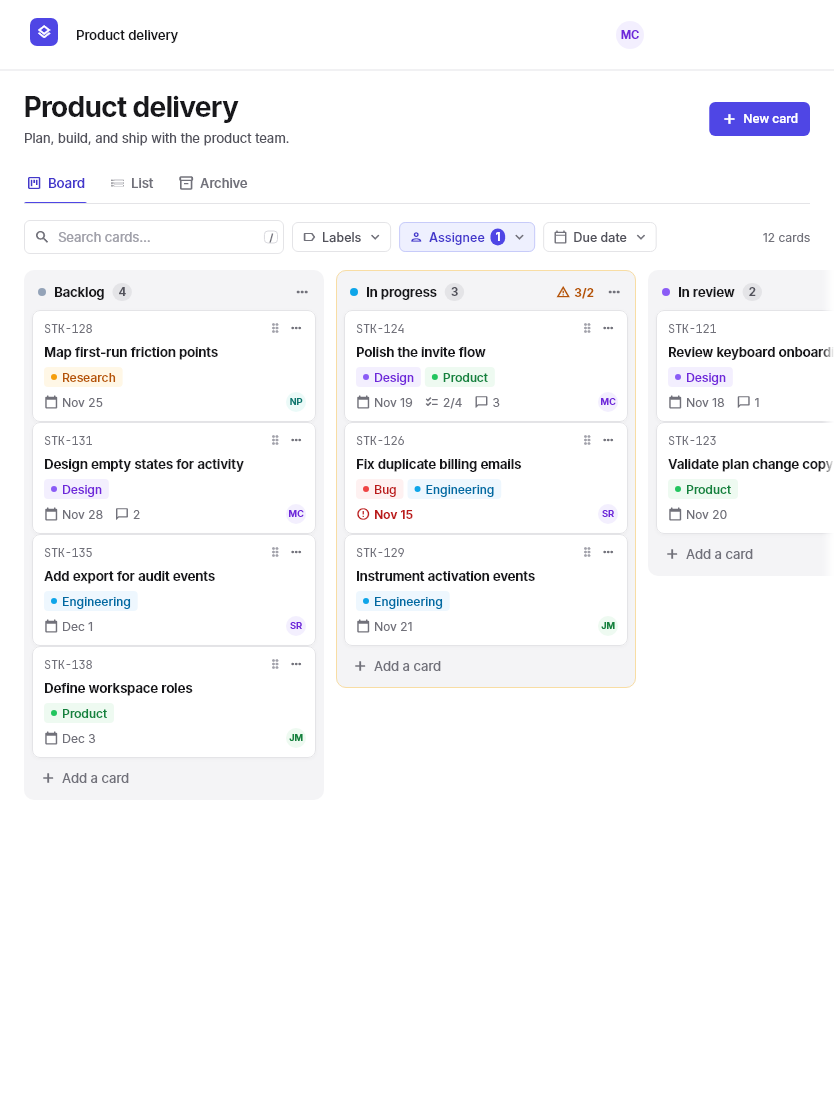 Product delivery
MC
Product delivery
Plan, build, and ship with the product team.
New card
Board
List
Archive
Search cards...
/
Labels
Assignee 1
Due date
12 cards
Backlog 4
STK-128
Map first-run friction points
Research
Nov 25
NP
STK-131
Design empty states for activity
Design
Nov 28 2
MC
STK-135
Add export for audit events
Engineering
Dec 1
SR
STK-138
Define workspace roles
Product
Dec 3
JM
Add a card
In progress 3
3/2
STK-124
Polish the invite flow
Design Product
Nov 19 2/4 3
MC
STK-126
Fix duplicate billing emails
Bug Engineering
Nov 15
SR
STK-129
Instrument activation events
Engineering
Nov 21
JM
Add a card
In review 2
STK-121
Review keyboard
Design
Nov 18 1
STK-123
Validate plan change copy
Product
Nov 20
Add a card